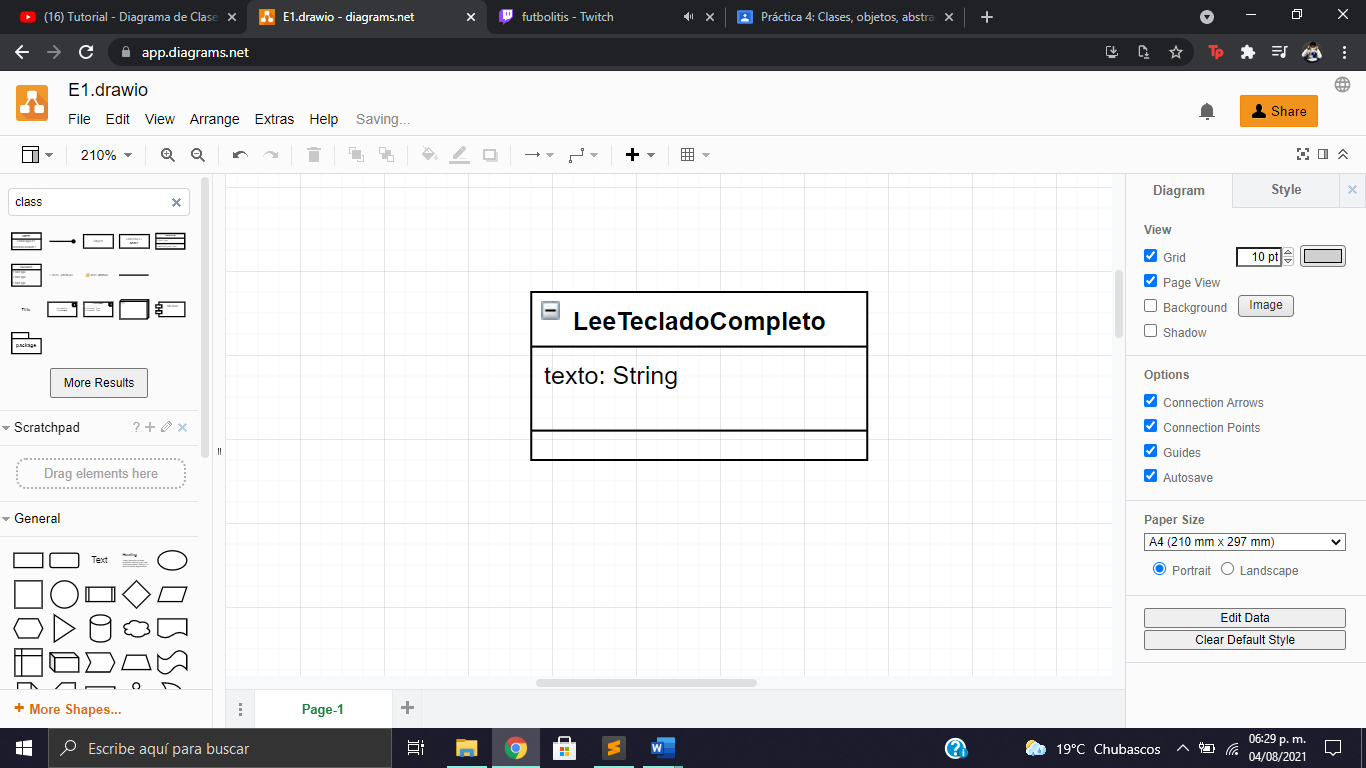 (16) Tutorial - Diagrama de Clase
E1.drawio - diagrams.net
futbolitis - Twitch
Práctica 4: Clases, objetos, abstra
app.diagrams.net
Tp
E1.drawio
File Edit View Arrange Extras Help Saving...
Share
210%
class
Title
package
More Results
Scratchpad
?
Drag elements here
General
Text
Heading
More Shapes...
LeeTecladoCompleto
texto: String
Page-1
Diagram
Style
View
Grid
10 pt
Page View
Background
Image
Shadow
Options
Connection Arrows
Connection Points
Guides
Autosave
Paper Size
A4 (210 mm x 297 mm)
Portrait
Landscape
Edit Data
Clear Default Style
Escribe aquí para buscar
19°C Chubascos
06:29 p. m.
04/08/2021